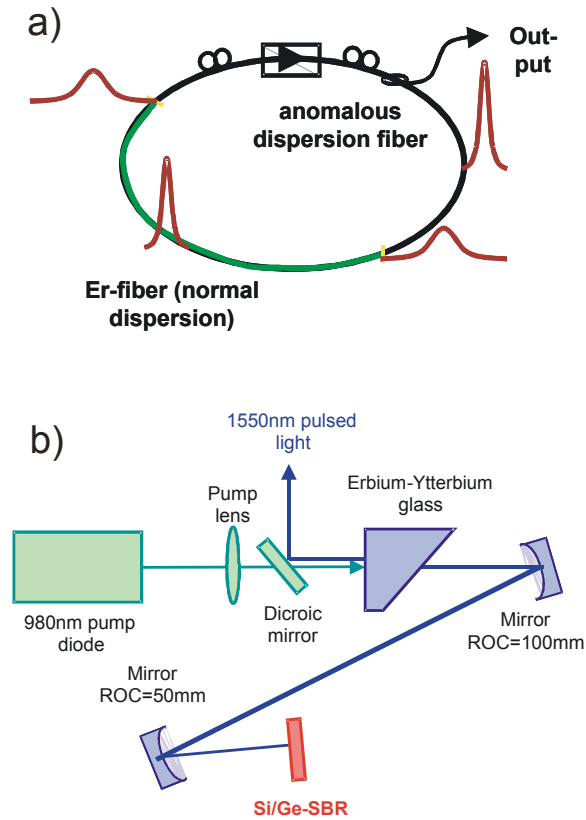 a)
Out-
put
anomalous
dispersion fiber
Er-fiber (normal
dispersion)
b)
1550nm pulsed
light
Erbium-Ytterbium
glass
Pump
lens
980nm pump
diode
Dicroic
mirror
Mirror
ROC=100mm
Mirror
ROC=50mm
Si/Ge-SBR